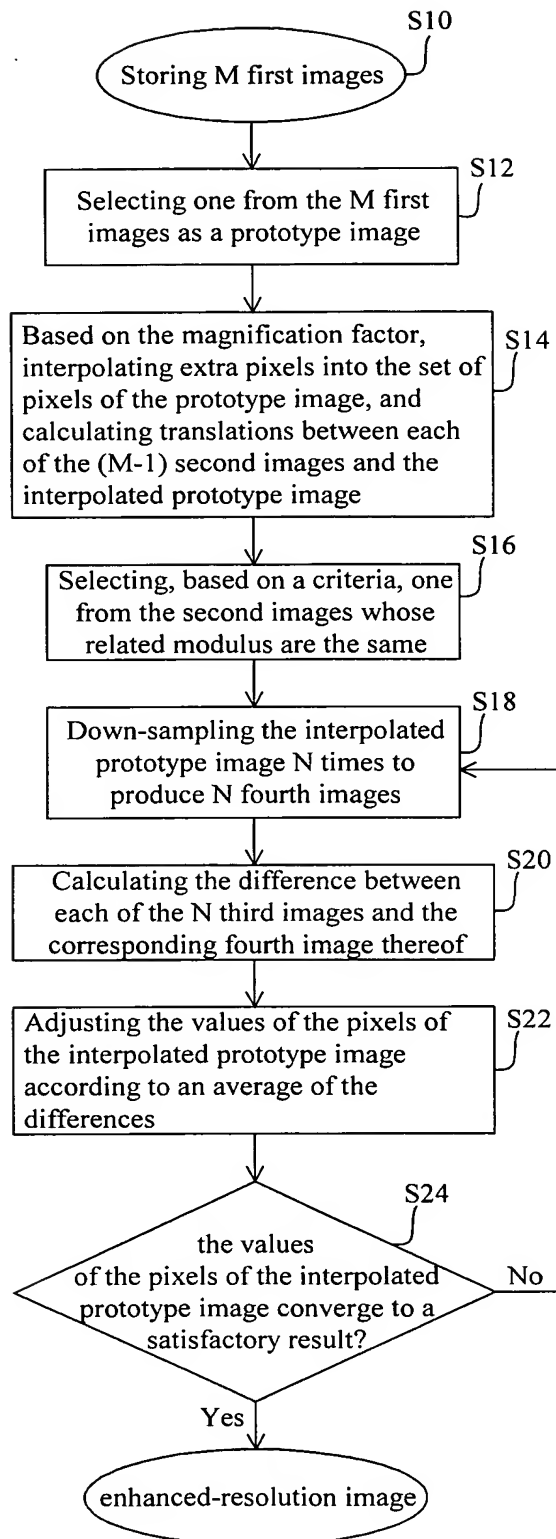 S10
Storing M first images
S12
Selecting one from the M first
images as a prototype image
S14
Based on the magnification factor,
interpolating extra pixels into the set of
pixels of the prototype image, and
calculating translations between each
of the (M-1) second images and the
interpolated prototype image
S16
Selecting, based on a criteria, one
from the second images whose
related modulus are the same
S18
Down-sampling the interpolated
prototype image N times to
produce N fourth images
S20
Calculating the difference between
each of the N third images and the
corresponding fourth image thereof
S22
Adjusting the values of the pixels of
the interpolated prototype image
according to an average of the
differences
S24
the values
of the pixels of the interpolated
prototype image converge to a
satisfactory result?
No
Yes
enhanced-resolution image